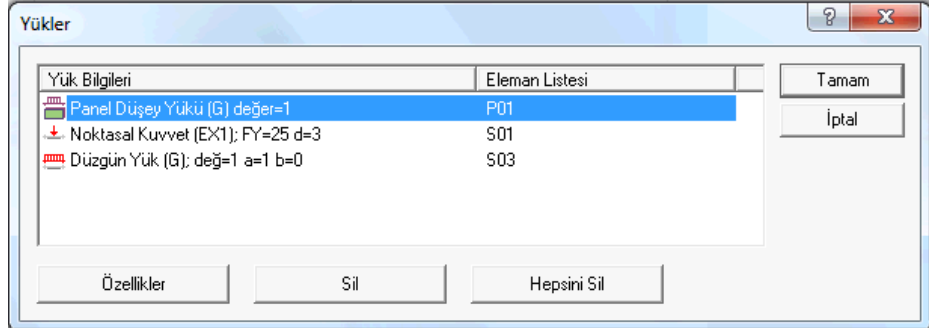 Yükler
Yük Bilgileri Eleman Listesi
Panel Düşey Yükü (G) değer=1 P01
Noktasal Kuvvet (EX1); FY=25 d=3 S01
Düzgün Yük (G); değ=1 a=1 b=0 S03
Tamam
İptal
Özellikler Sil Hepsini Sil